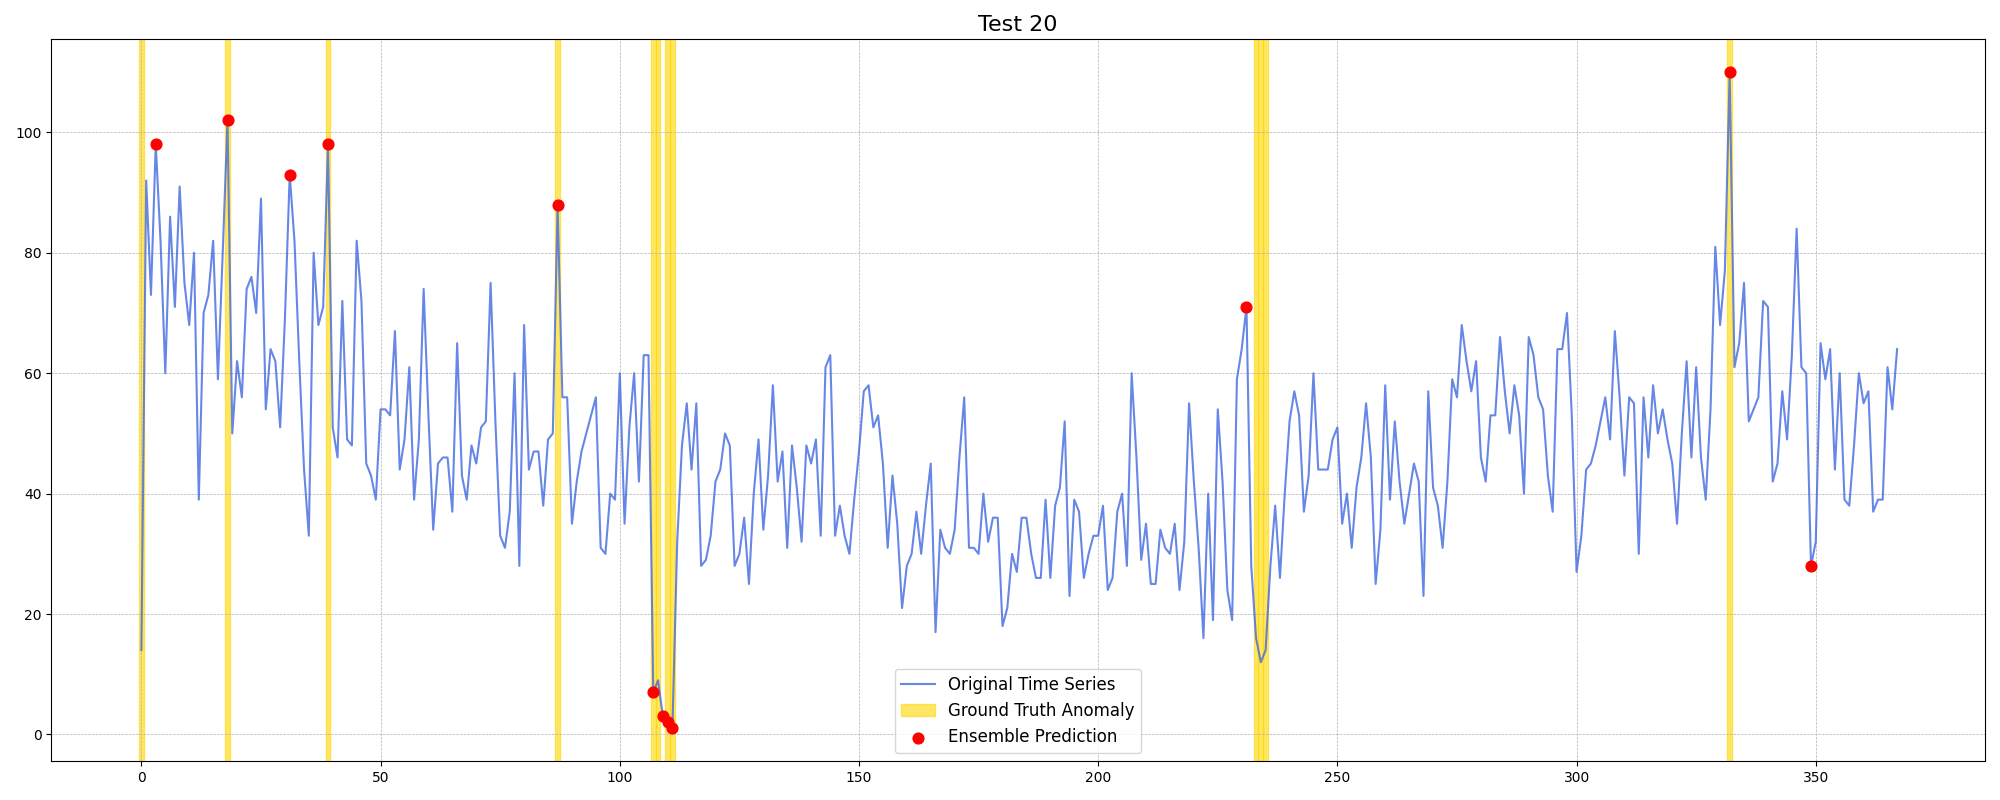 Test 20
100
80
60
40
20
0
Original Time Series
Ground Truth Anomaly
Ensemble Prediction
0 50 100 150 200 250 300 350